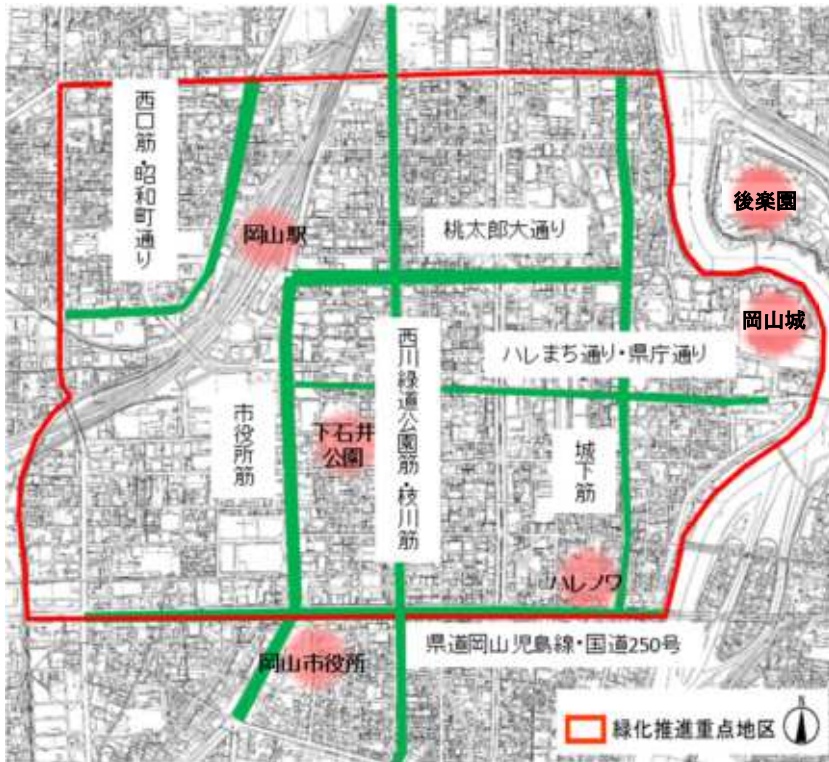 西口筋・昭和町通り
岡山駅
桃太郎大通り
後楽園
岡山城
西川緑道公園筋・枝川筋
ハレまち通り・県庁通り
市役所筋
下石井
公園
城下筋
ハレノワ
岡山市役所
県道岡山児島線・国道250号
緑化推進重点地区
N